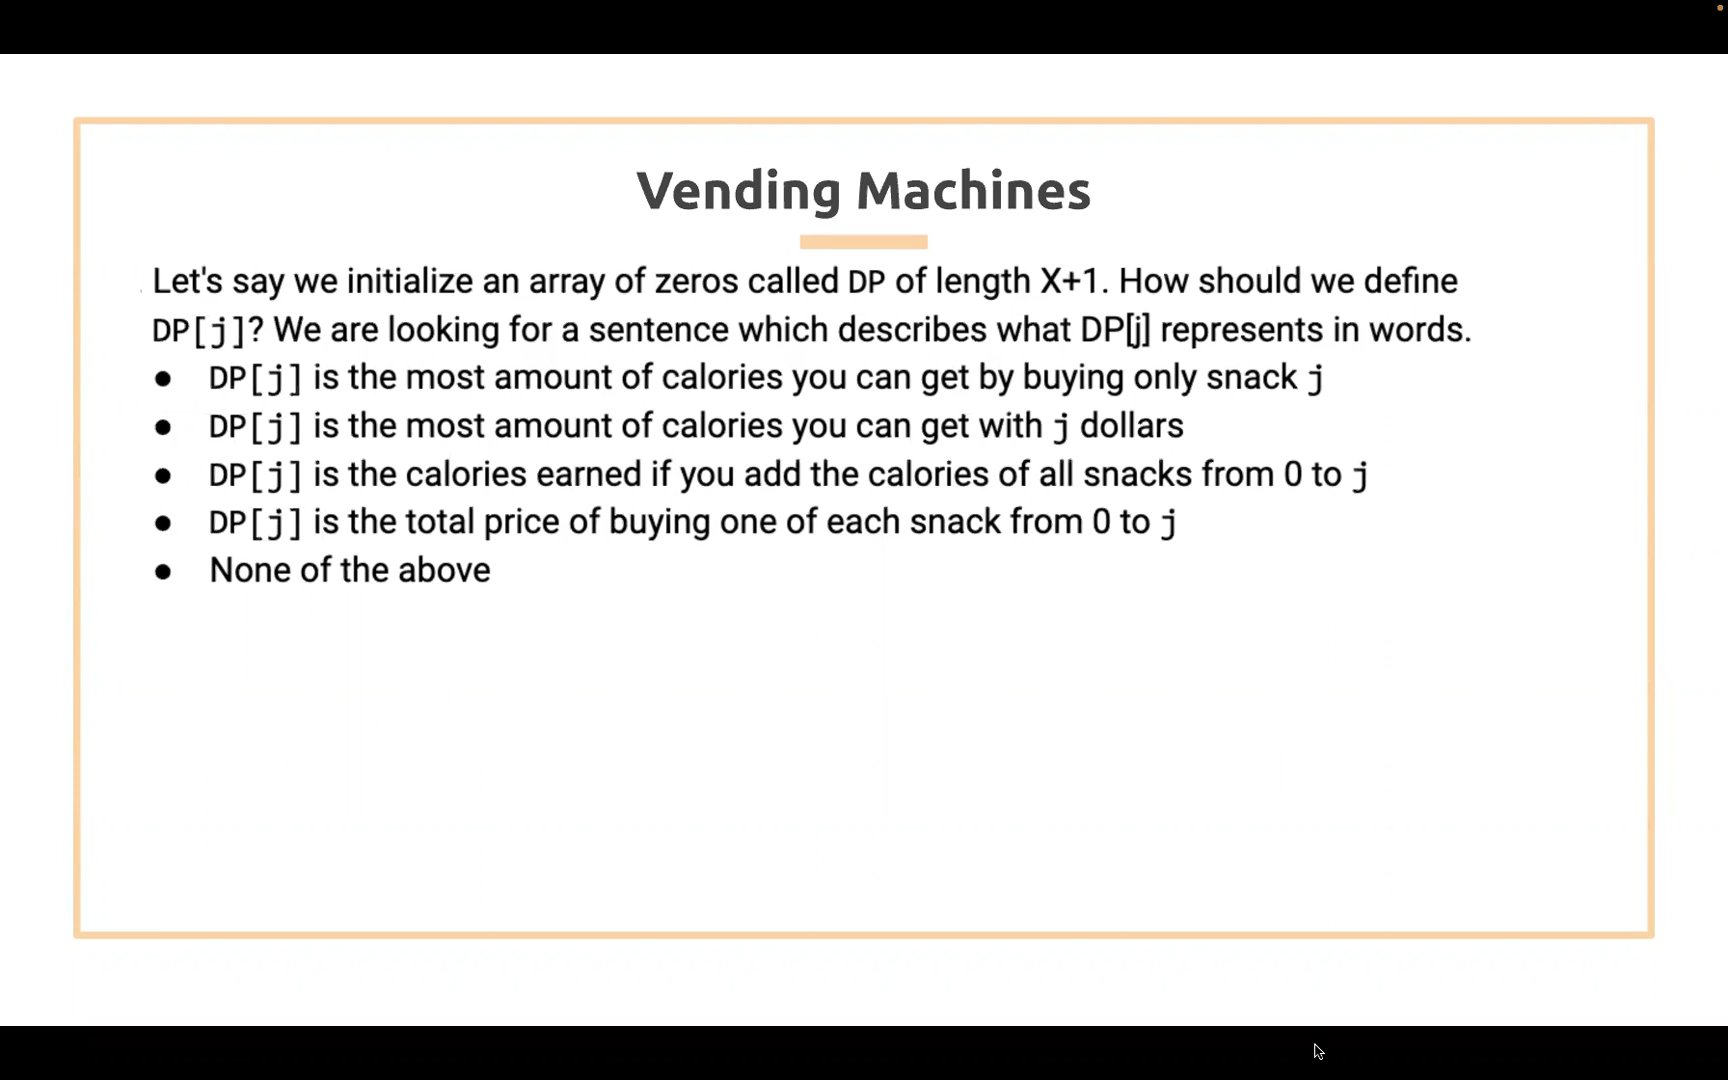 Vending Machines
Let's say we initialize an array of zeros called DP of length X+1. How should we define
DP[j]? We are looking for a sentence which describes what DP[j] represents in words.
● DP[j] is the most amount of calories you can get by buying only snack j
● DP[j] is the most amount of calories you can get with j dollars
● DP[j] is the calories earned if you add the calories of all snacks from 0 to j
● DP[j] is the total price of buying one of each snack from 0 to j
● None of the above